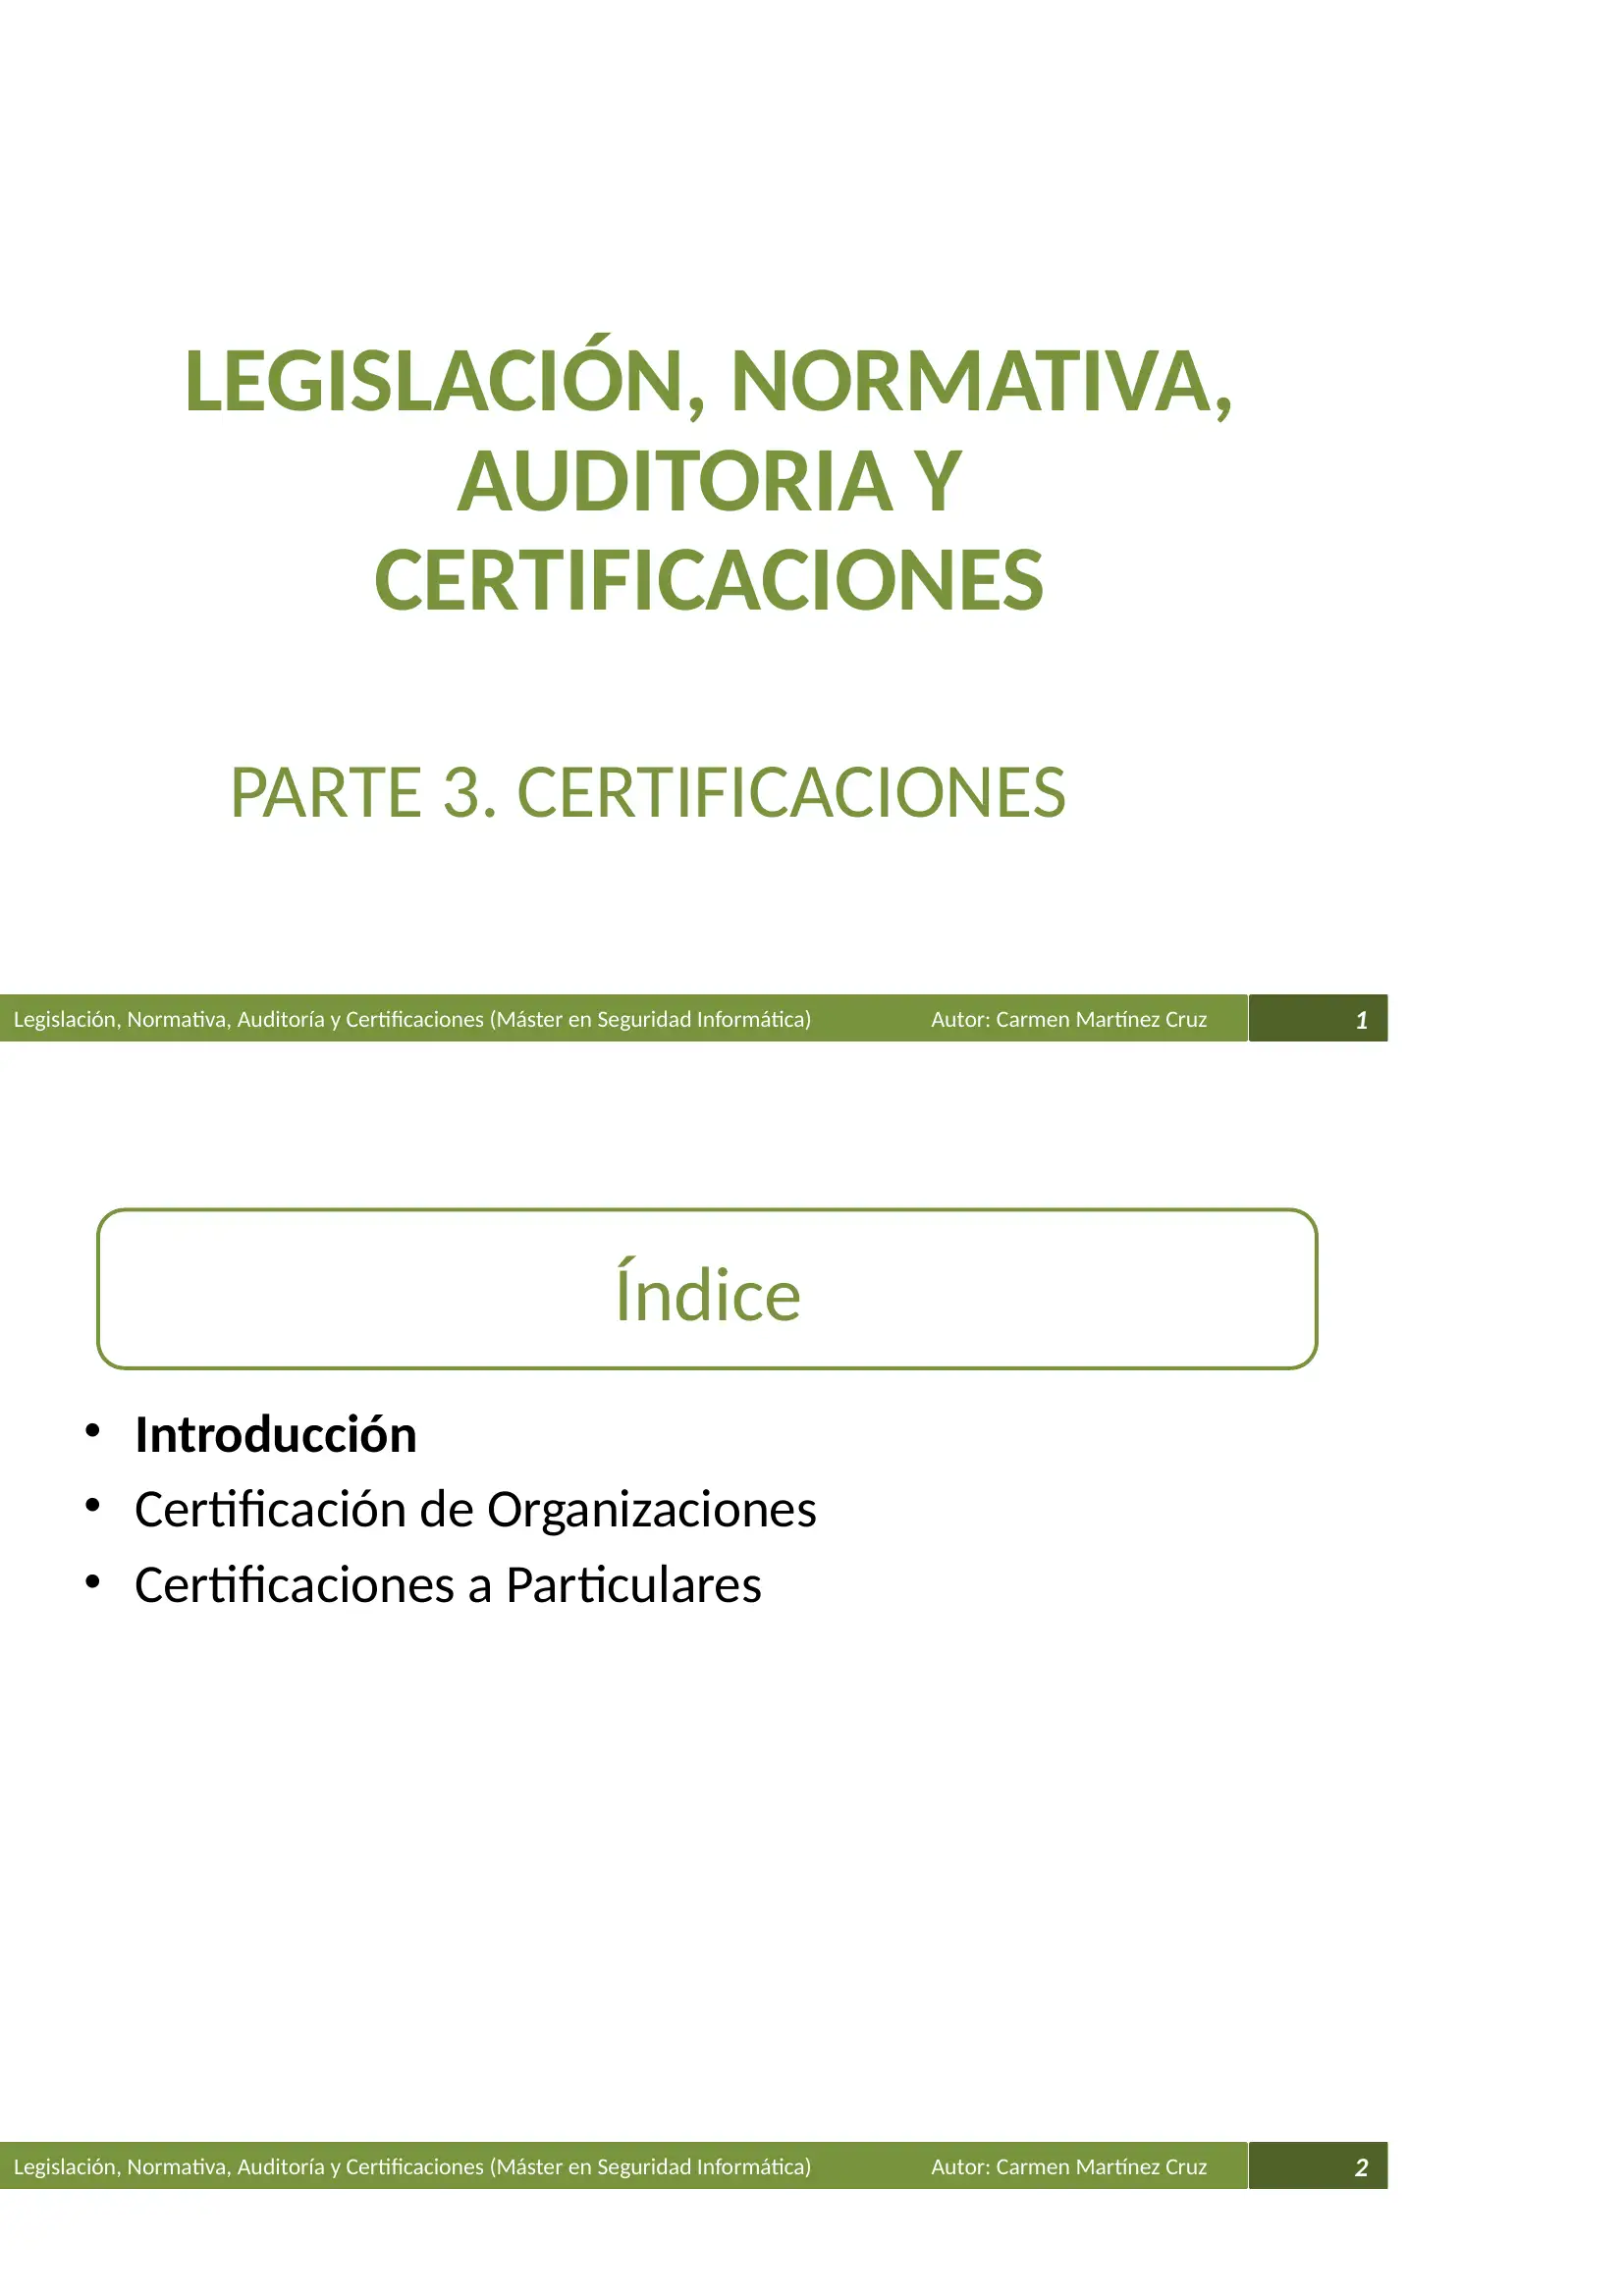 LEGISLACIÓN, NORMATIVA,
AUDITORIA Y
CERTIFICACIONES
PARTE 3. CERTIFICACIONES
Legislación, Normativa, Auditoría y Certificaciones (Máster en Seguridad Informática) Autor: Carmen Martínez Cruz 1
Índice
• Introducción
• Certificación de Organizaciones
• Certificaciones a Particulares
Legislación, Normativa, Auditoría y Certificaciones (Máster en Seguridad Informática) Autor: Carmen Martínez Cruz 2